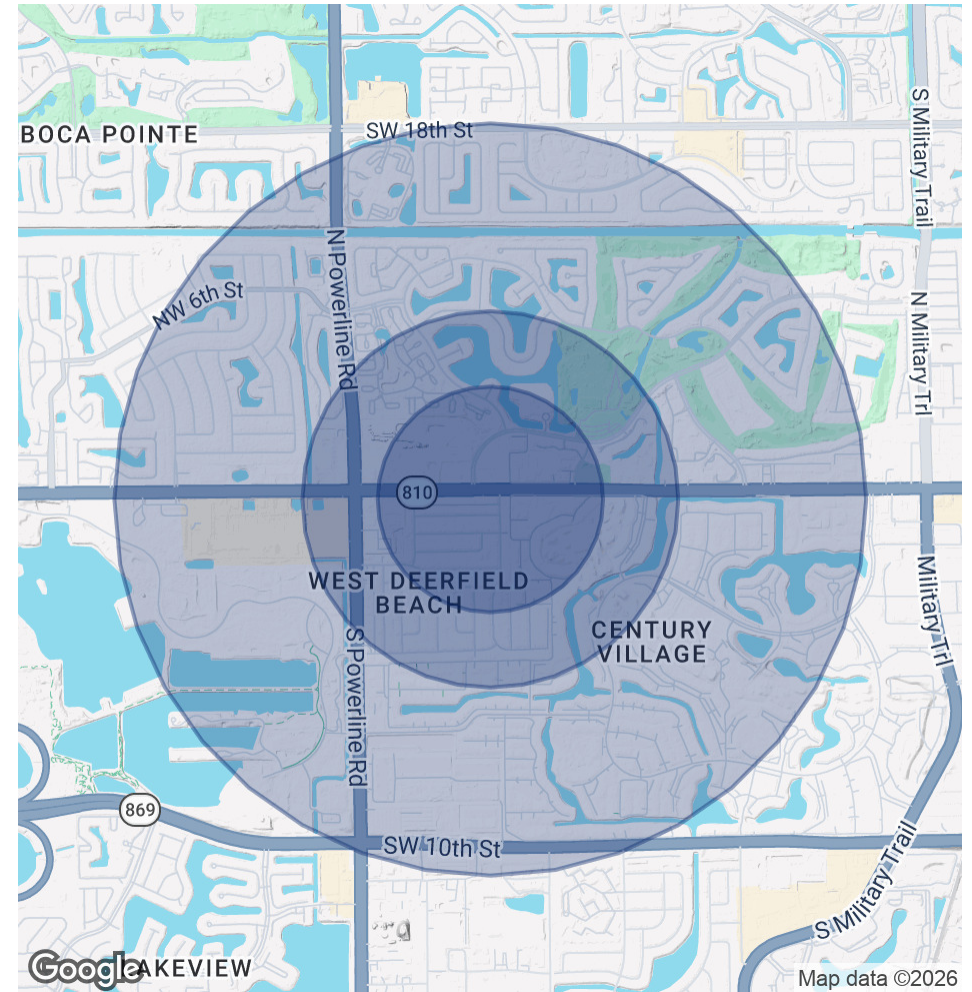 S Military Trail
SW 18th St
BOCA POINTE
N Powerline Rd
NW 6th St
N Military Trl
810
WEST DEERFIELD
BEACH
CENTURY
VILLAGE
Military Trl
S Powerline Rd
869
SW 10th St
S Military Trail
Google
LAKEVIEW
Map data ©2026